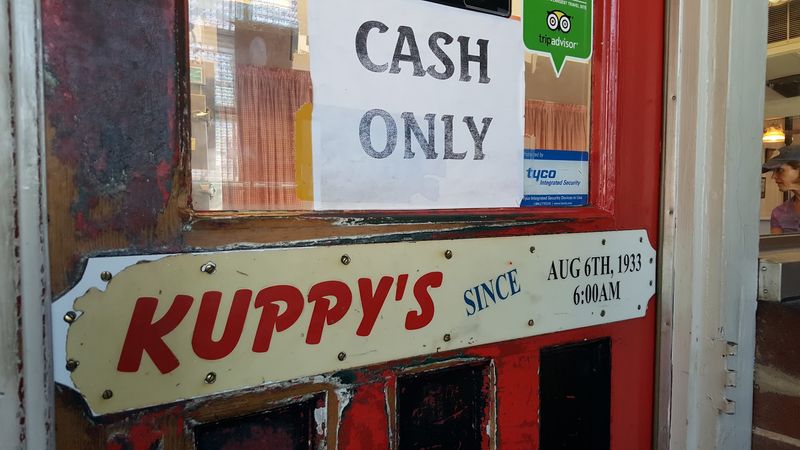 CASH
ONLY
tripadvisor
tyco
Integrated Security
KUPPY'S SINCE AUG 6TH, 1933
6:00AM